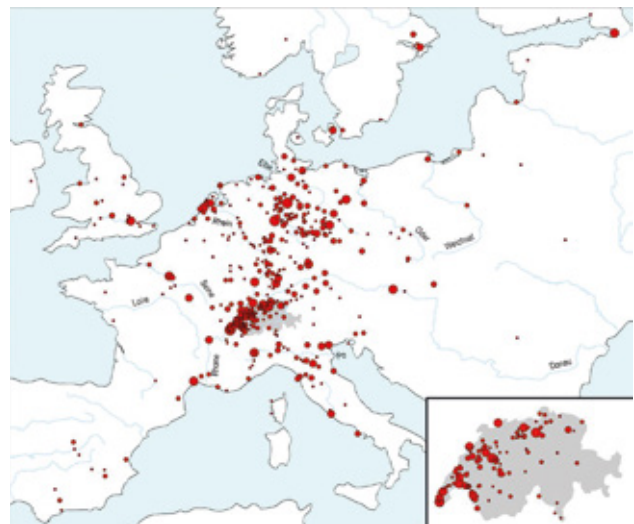 Elbe
Rhein
Oder
Weichsel
Seine
Loire
Rhone
Po
Donau